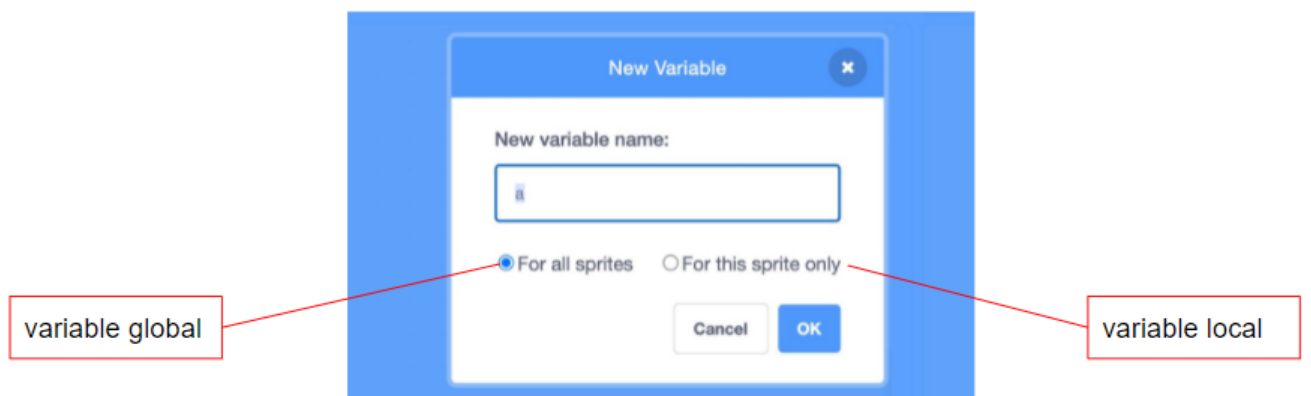 New Variable
New variable name:
a
For all sprites
For this sprite only
variable global
variable local
Cancel
OK